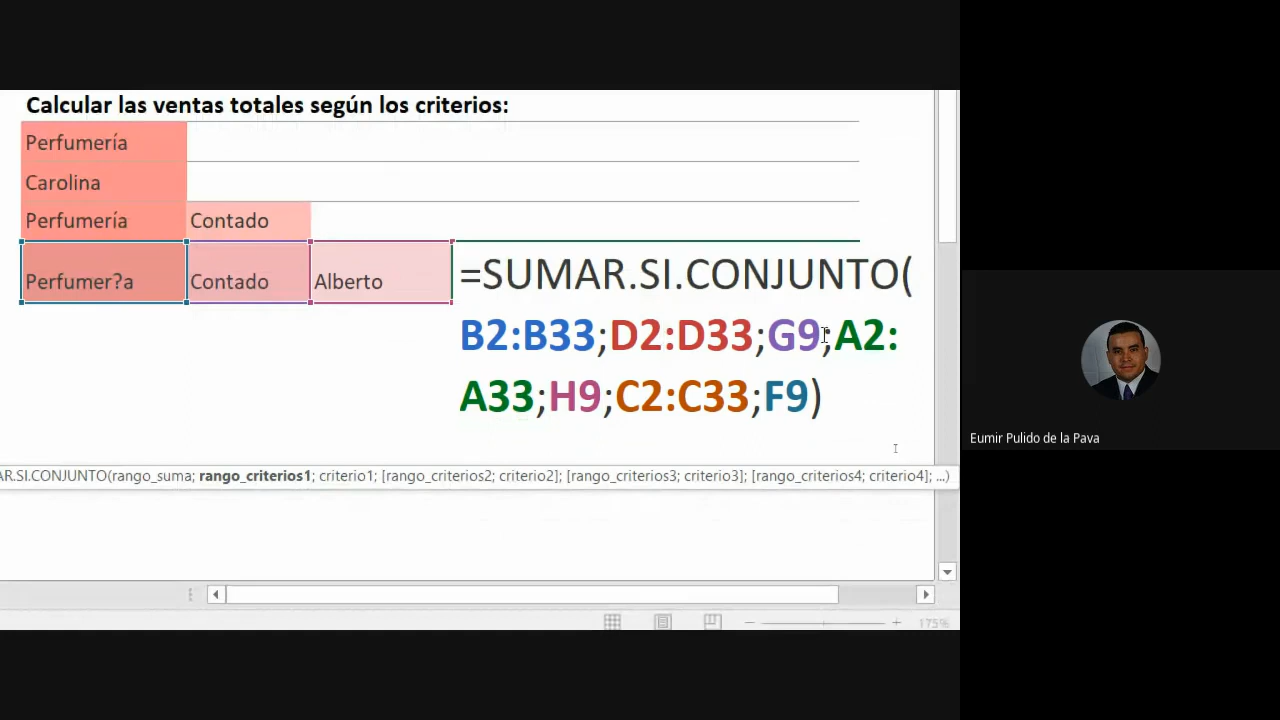 Calcular las ventas totales según los criterios:
Perfumería
Carolina
Perfumería Contado
Perfumer?a Contado Alberto
=SUMAR.SI.CONJUNTO(
B2:B33;D2:D33;G9;A2:
A33;H9;C2:C33;F9)
AR.SI.CONJUNTO(rango_suma; rango_criterios1; criterio1; [rango_criterios2; criterio2]; [rango_criterios3; criterio3]; [rango_criterios4; criterio4]; ...)
175%
Eumir Pulido de la Pava